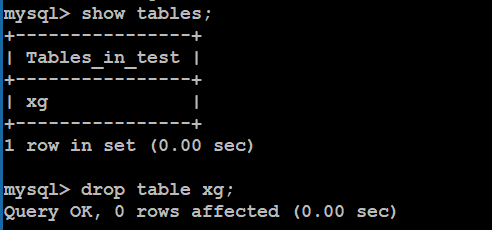 mysql> show tables;
+----------------+
| Tables_in_test |
+----------------+
| xg             |
+----------------+
1 row in set (0.00 sec)
mysql> drop table xg;
Query OK, 0 rows affected (0.00 sec)